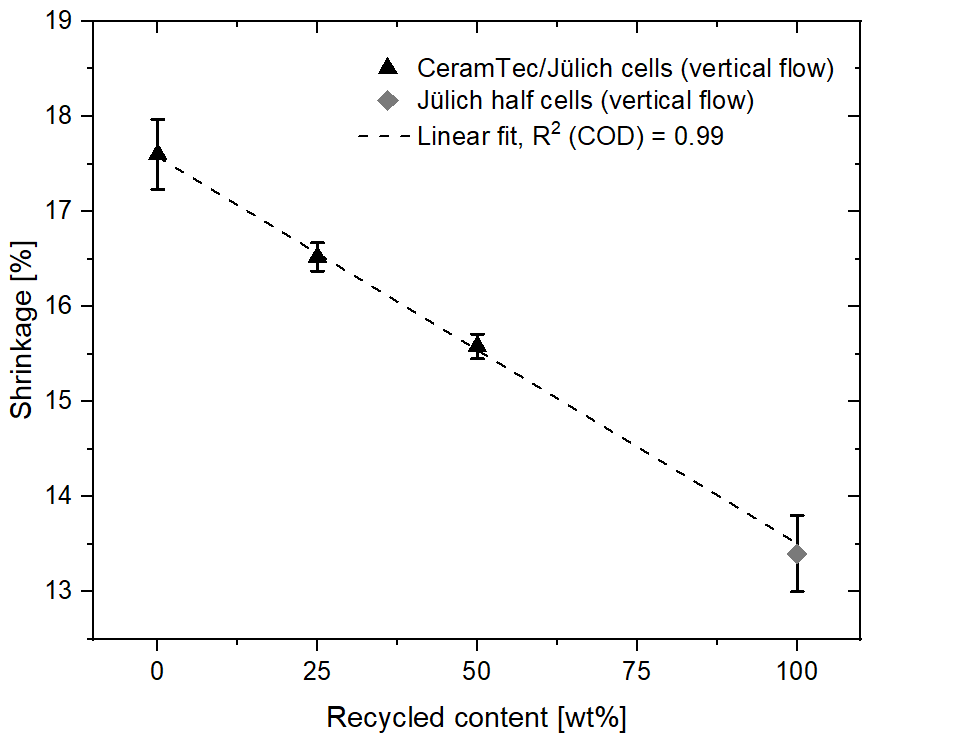 19
18
17
16
15
14
13
Shrinkage [%]
CeramTec/Jülich cells (vertical flow)
Jülich half cells (vertical flow)
Linear fit, R² (COD) = 0.99
0 25 50 75 100
Recycled content [wt%]